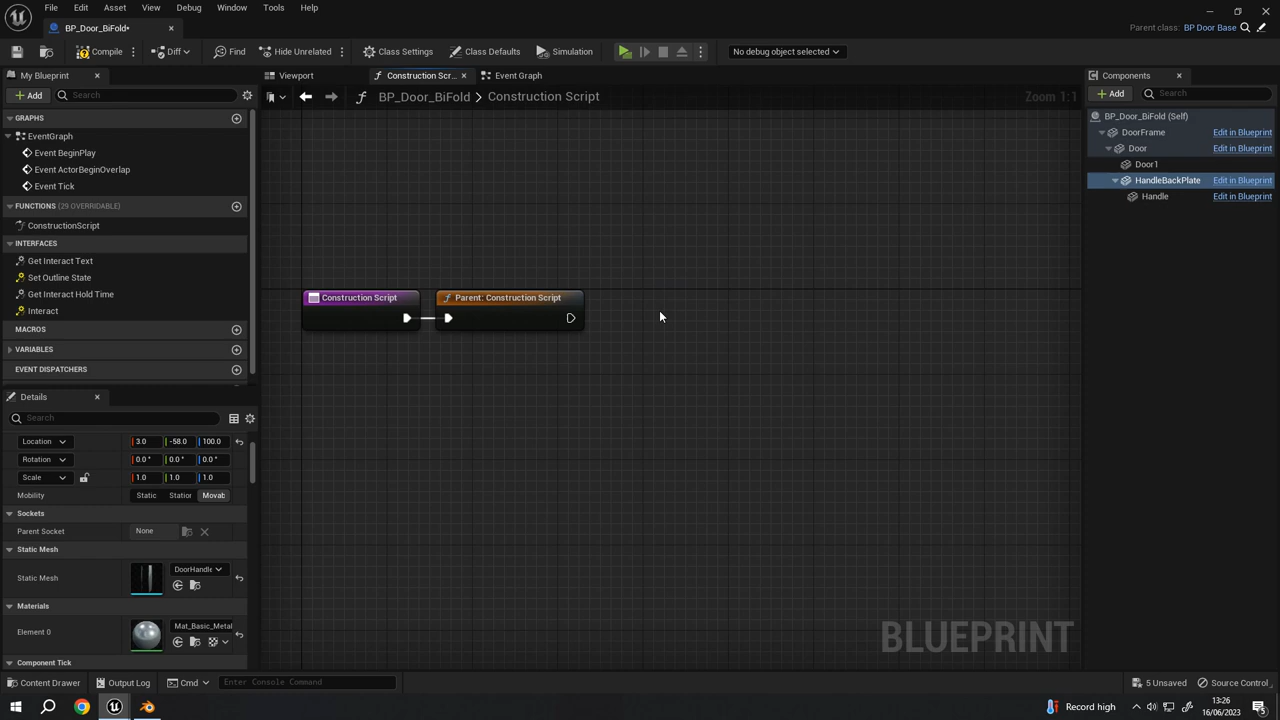 File Edit Asset View Debug Window Tools Help
BP_Door_BiFold•
Parent class: BP Door Base
Compile Diff Find Hide Unrelated Class Settings Class Defaults Simulation No debug object selected
My Blueprint
Viewport Construction Scr... Event Graph
Components
Add Search
BP_Door_BiFold > Construction Script
Zoom 1:1
Add Search
GRAPHS
EventGraph
Event BeginPlay
Event ActorBeginOverlap
Event Tick
FUNCTIONS (29 OVERRIDABLE)
ConstructionScript
INTERFACES
Get Interact Text
Set Outline State
Get Interact Hold Time
Interact
MACROS
VARIABLES
EVENT DISPATCHERS
BP_Door_BiFold (Self)
DoorFrame Edit in Blueprint
Door Edit in Blueprint
Door1
HandleBackPlate Edit in Blueprint
Handle Edit in Blueprint
Construction Script
Parent: Construction Script
Details
Search
Location 3.0 -58.0 100.0
Rotation 0.0 ° 0.0 ° 0.0 °
Scale 1.0 1.0 1.0
Mobility Static Station Movab
Sockets
Parent Socket None
Static Mesh
Static Mesh DoorHandle
Materials
Element 0 Mat_Basic_Metal
Component Tick
BLUEPRINT
Content Drawer Output Log Cmd Enter Console Command
5 Unsaved Source Control
Record high
13:26
16/06/2023